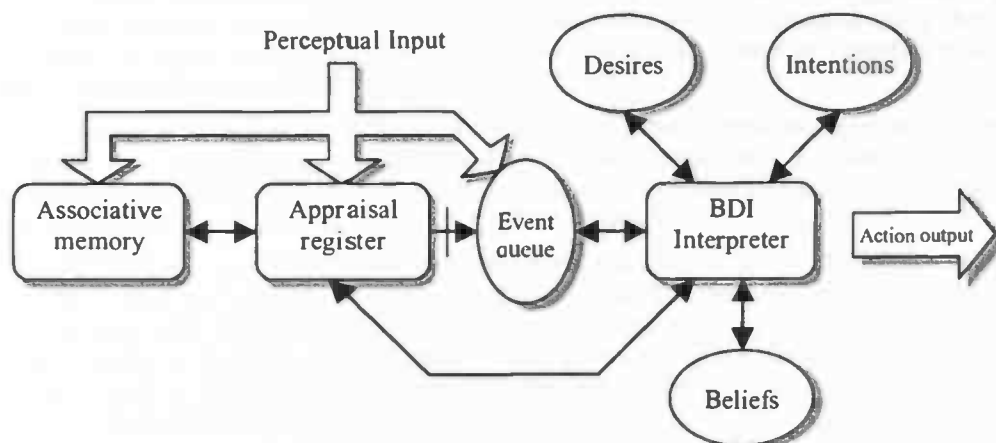 Perceptual Input
Desires
Intentions
Associative
memory
Appraisal
register
Event
queue
BDI
Interpreter
Action output
Beliefs